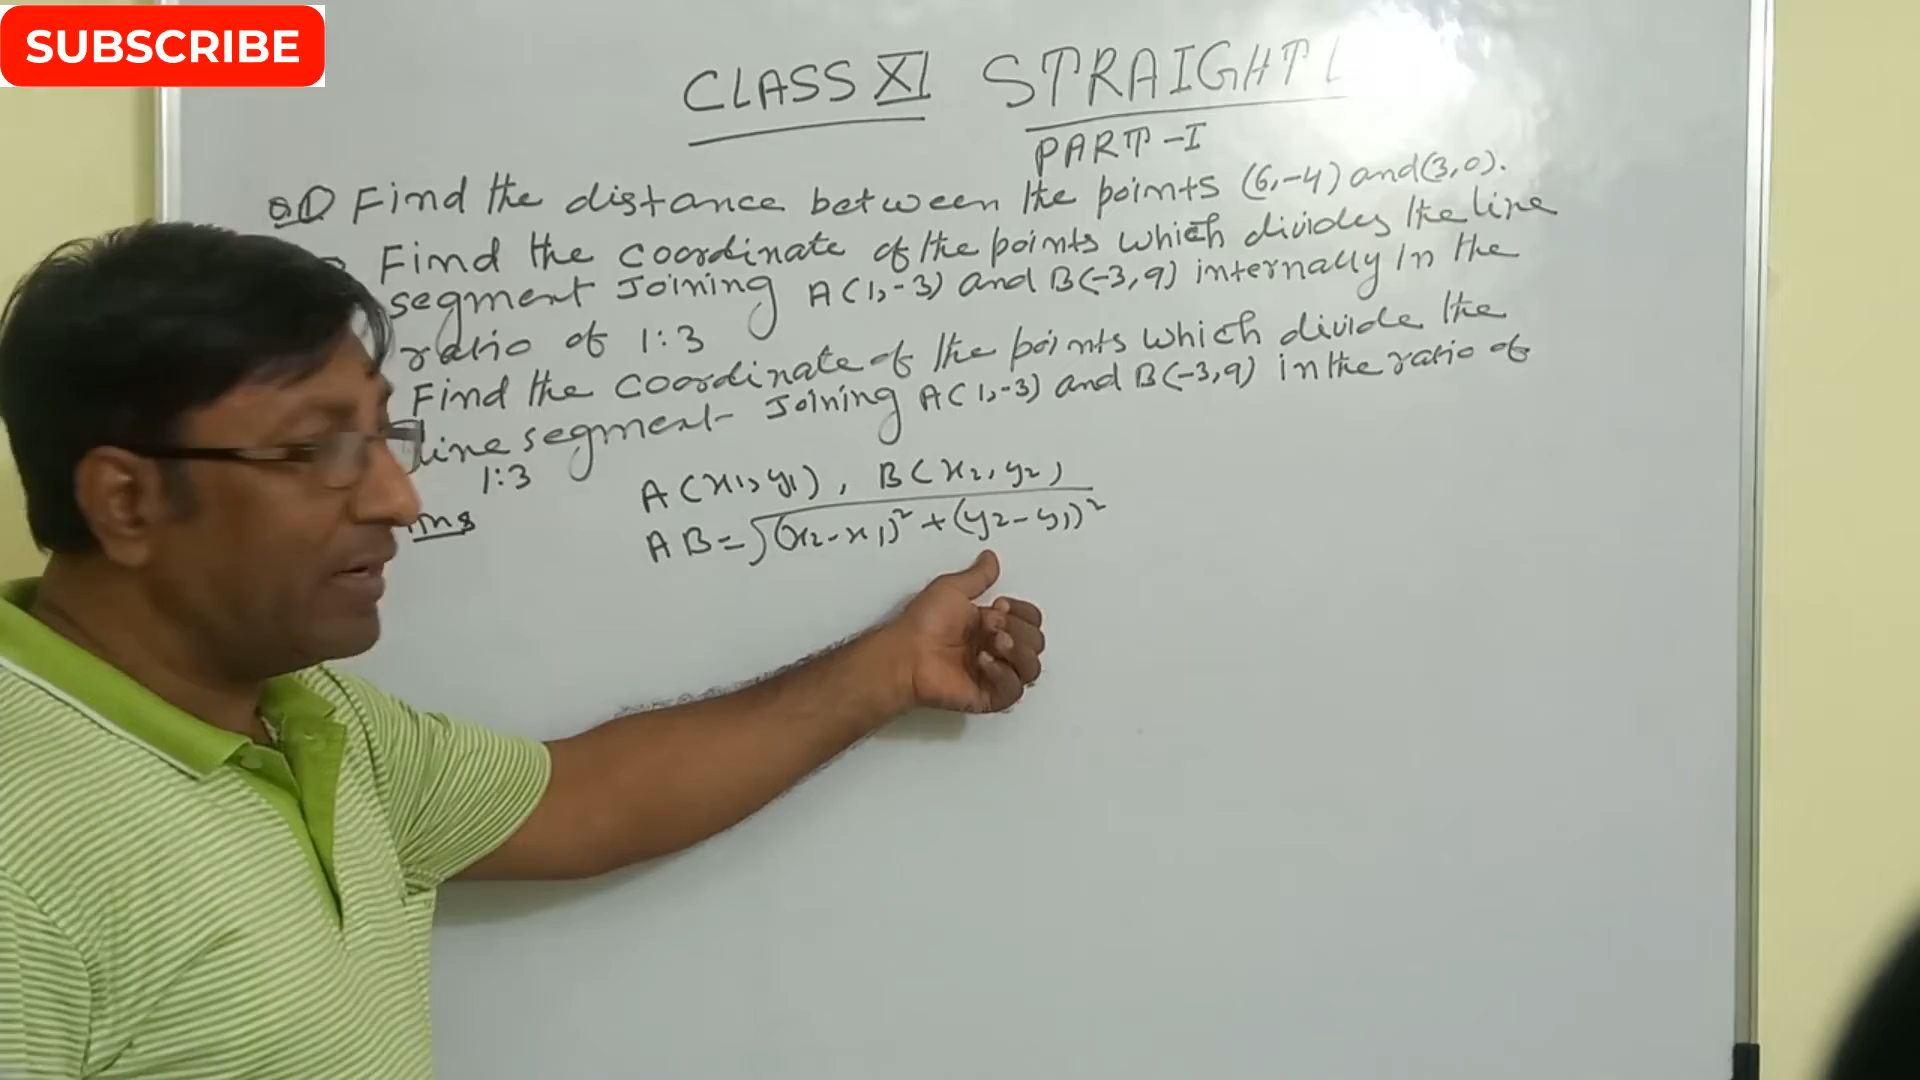 SUBSCRIBE
CLASS XI STRAIGHT L
PART-I
Q1) Find the distance between the points (6,-4) and (3,0).
Find the coordinate of the points which divides the line
segment Joining A(1,-3) and B(-3,9) internally In the
ratio of 1:3
Find the coordinate of the points which divide the
line segment Joining A(1,-3) and B(-3,9) in the ratio of
1:3
A(x₁,y₁), B(x₂,y₂)
AB=√(x₂-x₁)²+(y₂-y₁)²